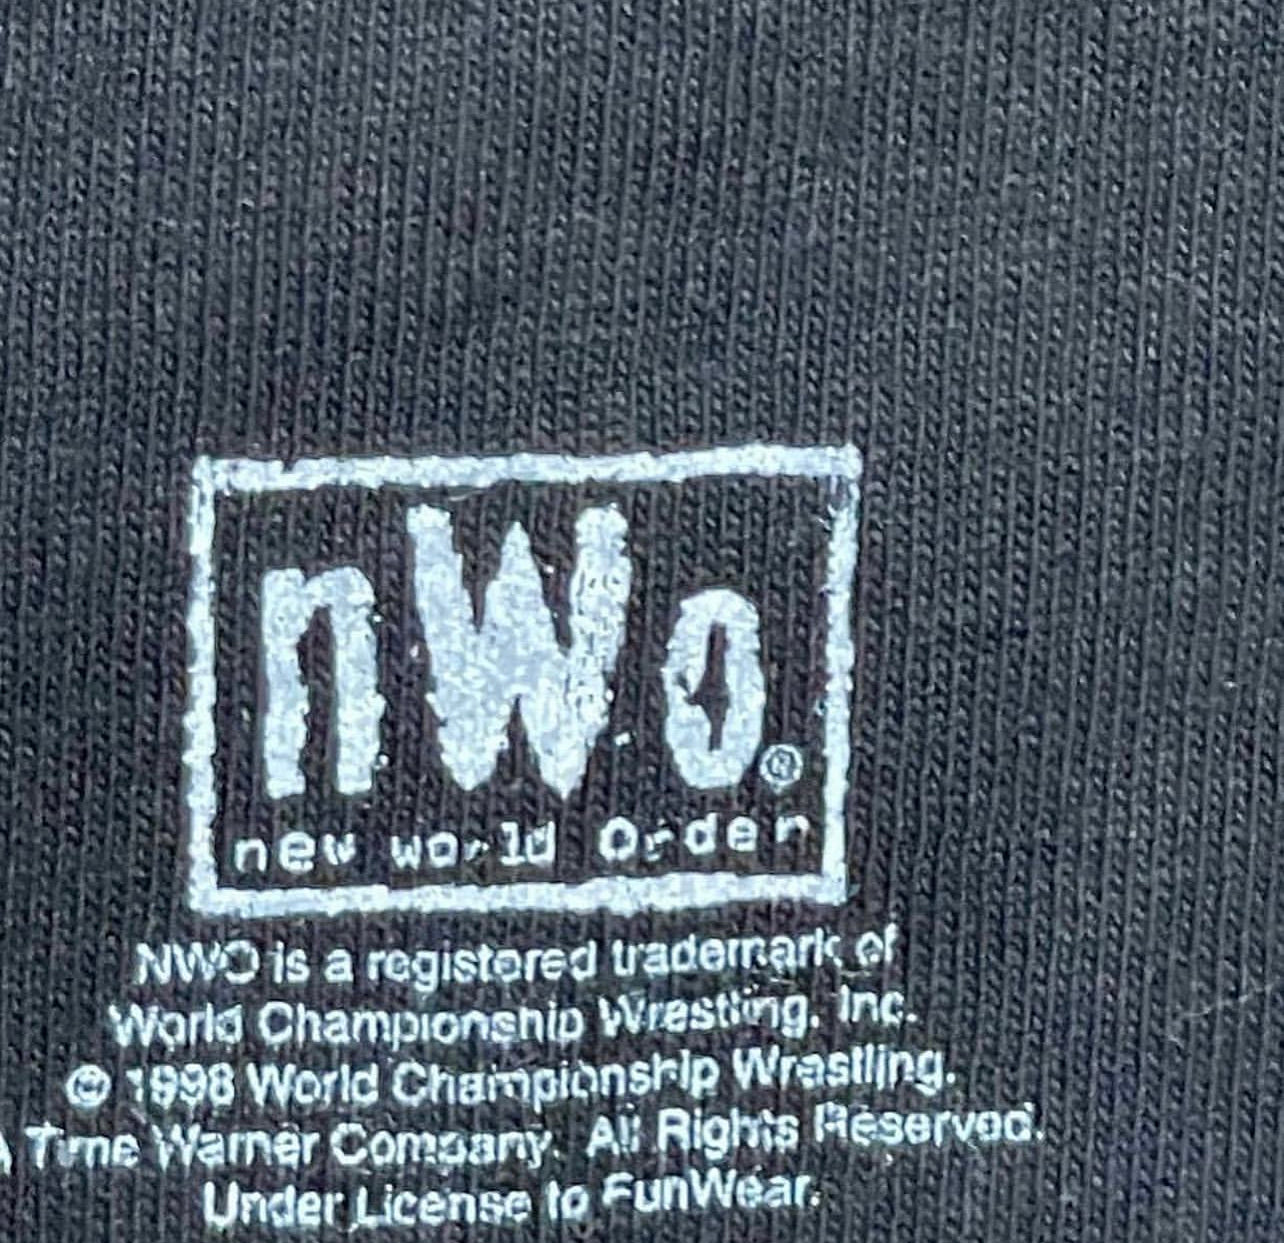 nWo®
new world Order
NWO is a registered trademark of
World Championship Wrestling, Inc.
© 1998 World Championship Wrestling.
A Time Warner Company. All Rights Reserved.
Under License to FunWear.